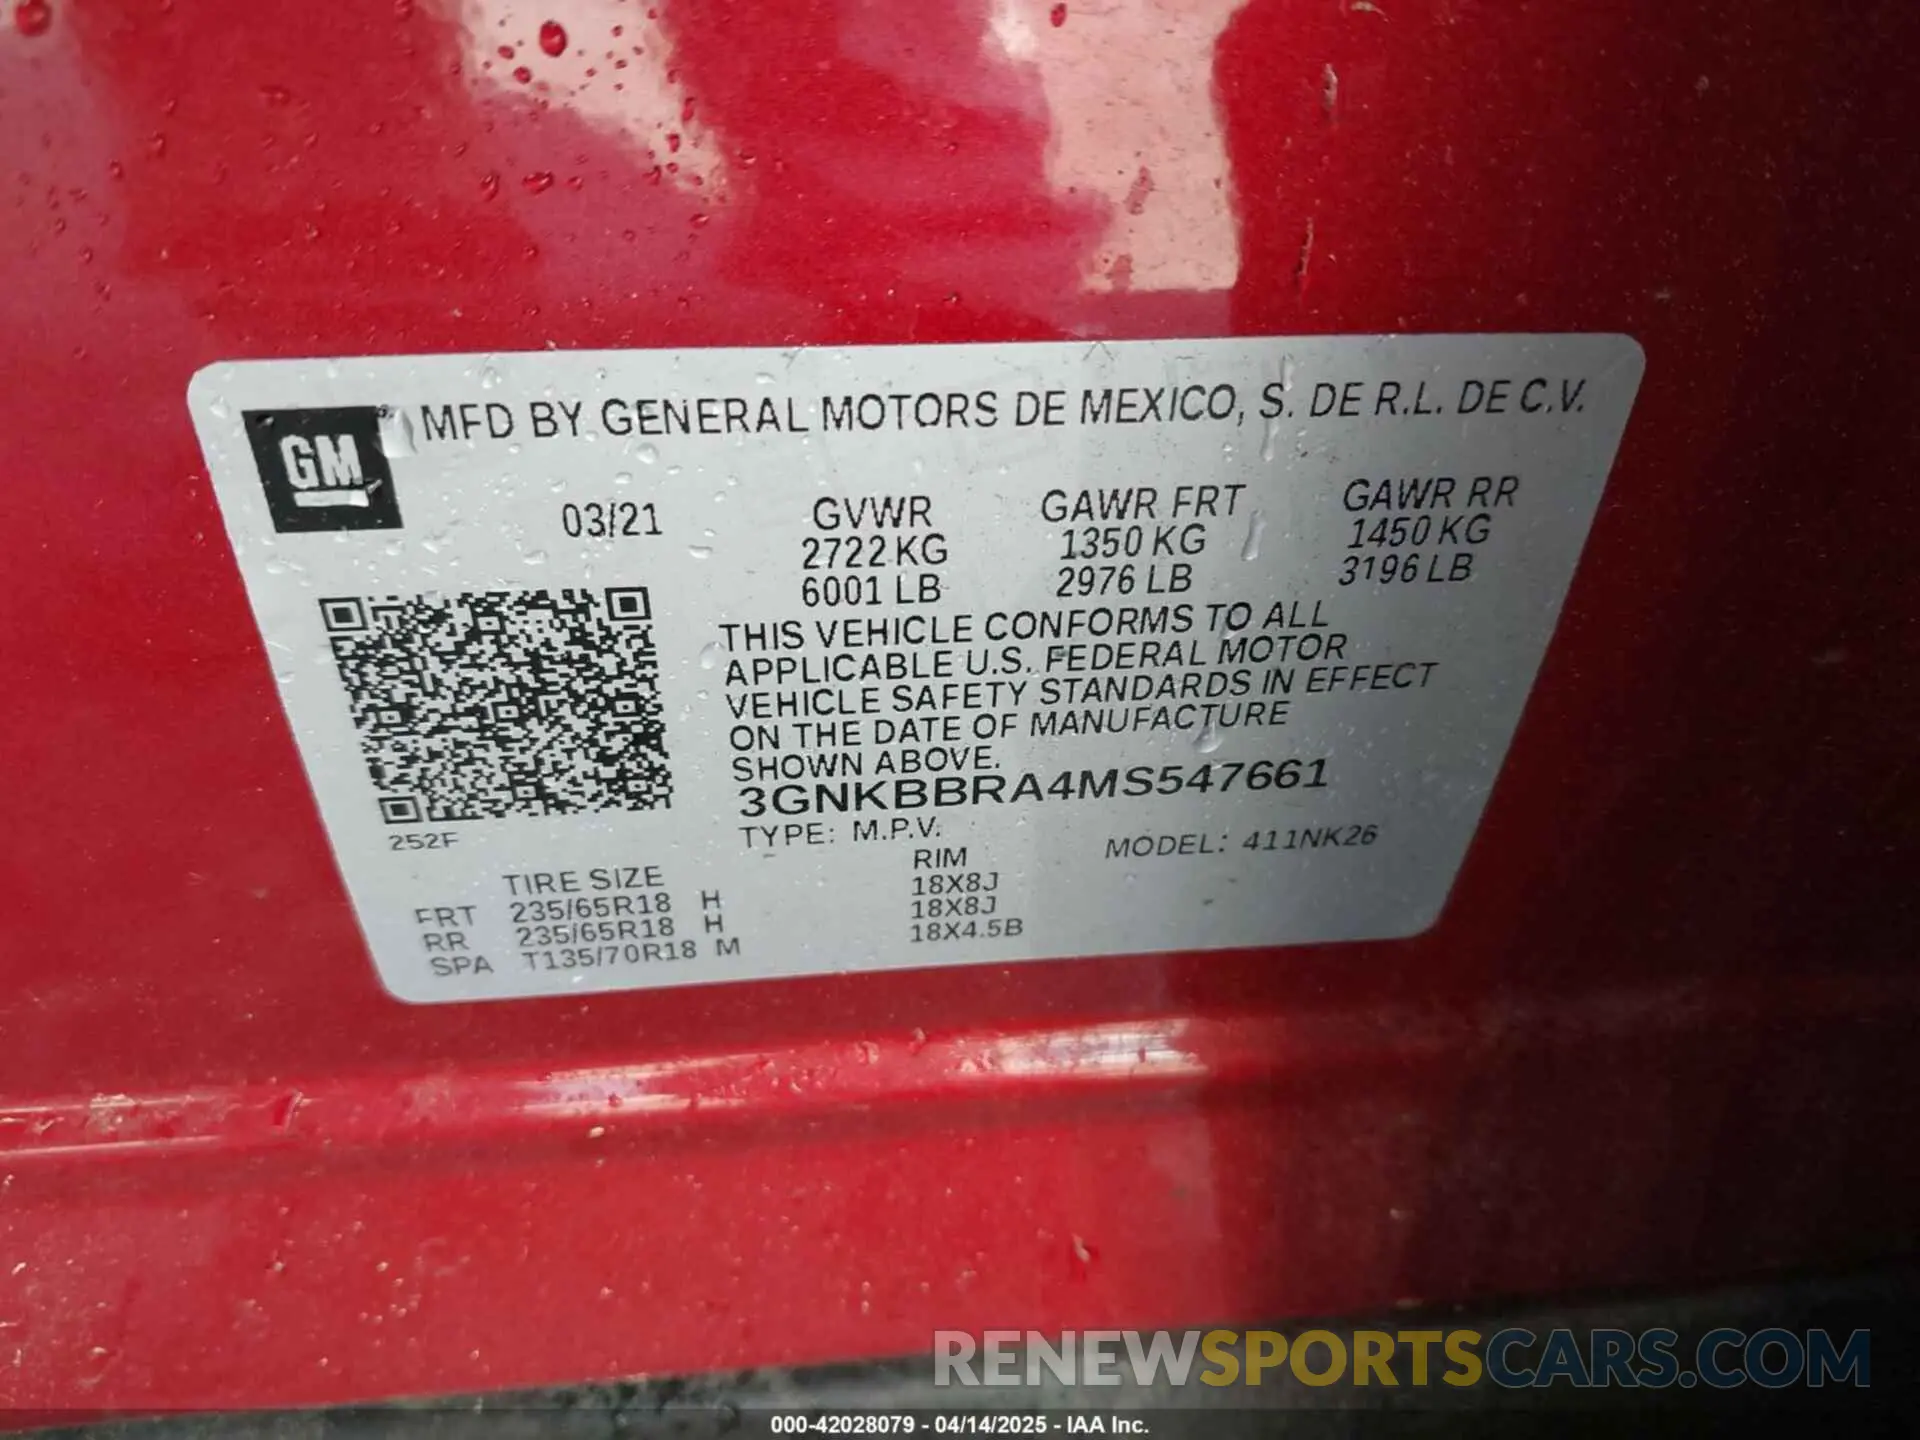 GM
MFD BY GENERAL MOTORS DE MEXICO, S. DE R.L. DE C.V.
03/21
GVWR GAWR FRT GAWR RR
2722 KG 1350 KG 1450 KG
6001 LB 2976 LB 3196 LB
THIS VEHICLE CONFORMS TO ALL
APPLICABLE U.S. FEDERAL MOTOR
VEHICLE SAFETY STANDARDS IN EFFECT
ON THE DATE OF MANUFACTURE
SHOWN ABOVE.
3GNKBBRA4MS547661
252F
TYPE: M.P.V. MODEL: 411NK26
TIRE SIZE RIM
FRT 235/65R18 H 18X8J
RR 235/65R18 H 18X8J
SPA T135/70R18 M 18X4.5B
RENEWSPORTSCARS.COM
000-42028079 - 04/14/2025 - IAA Inc.